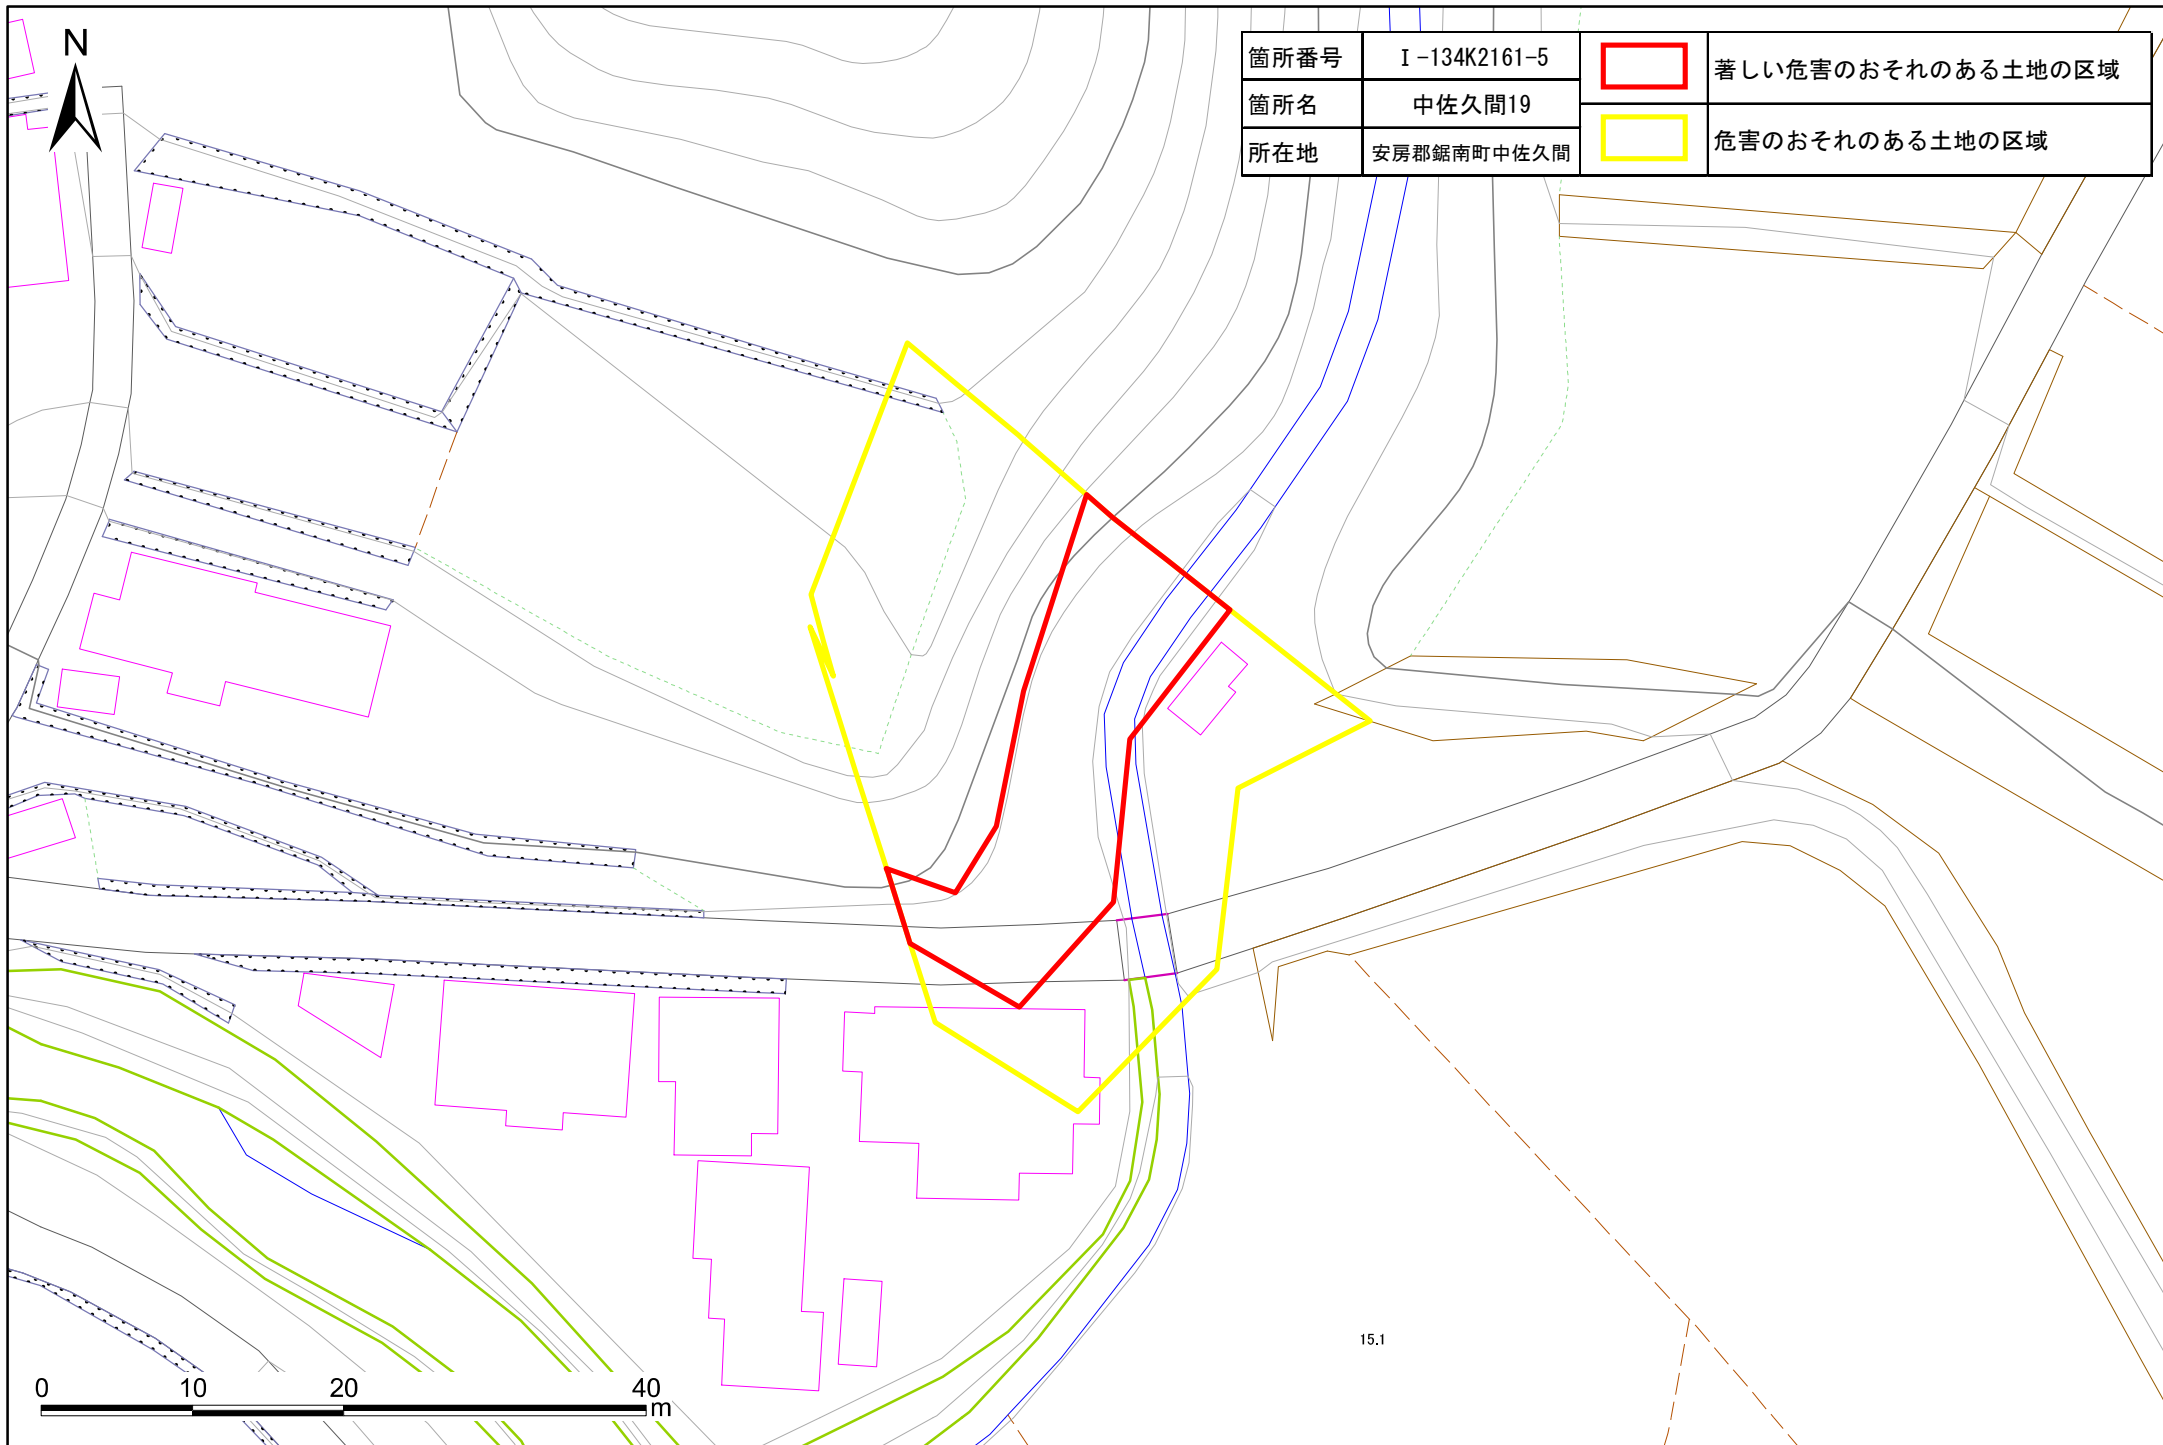 N
箇所番号 Ⅰ-134K2161-5
箇所名 中佐久間19
所在地 安房郡鋸南町中佐久間
著しい危害のおそれのある土地の区域
危害のおそれのある土地の区域
15.1
0 10 20 40
m